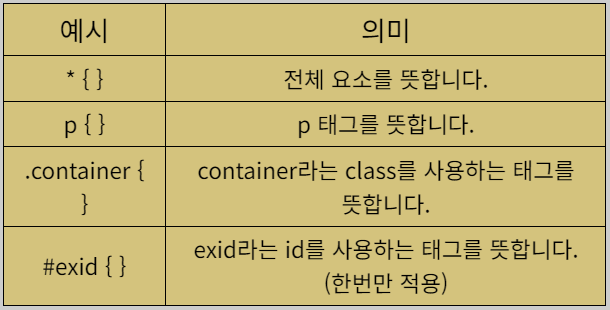 예시 의미
* { } 전체 요소를 뜻합니다.
p { } p 태그를 뜻합니다.
.container {
}
container라는 class를 사용하는 태그를
뜻합니다.
#exid { }
exid라는 id를 사용하는 태그를 뜻합니다.
(한번만 적용)